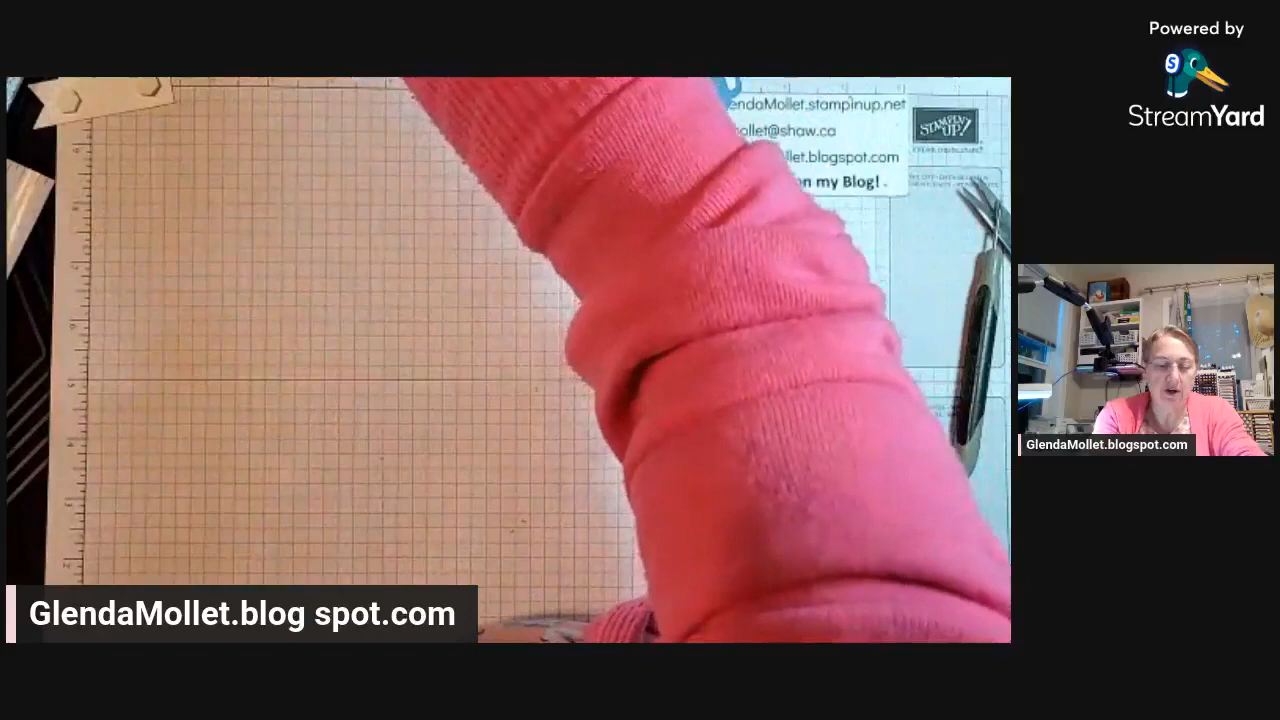 Powered by
StreamYard
endaMollet.stampinup.net
ollet@shaw.ca
llet.blogspot.com
n my Blog!
STAMPIN' UP!
GlendaMollet.blogspot.com
GlendaMollet.blog spot.com